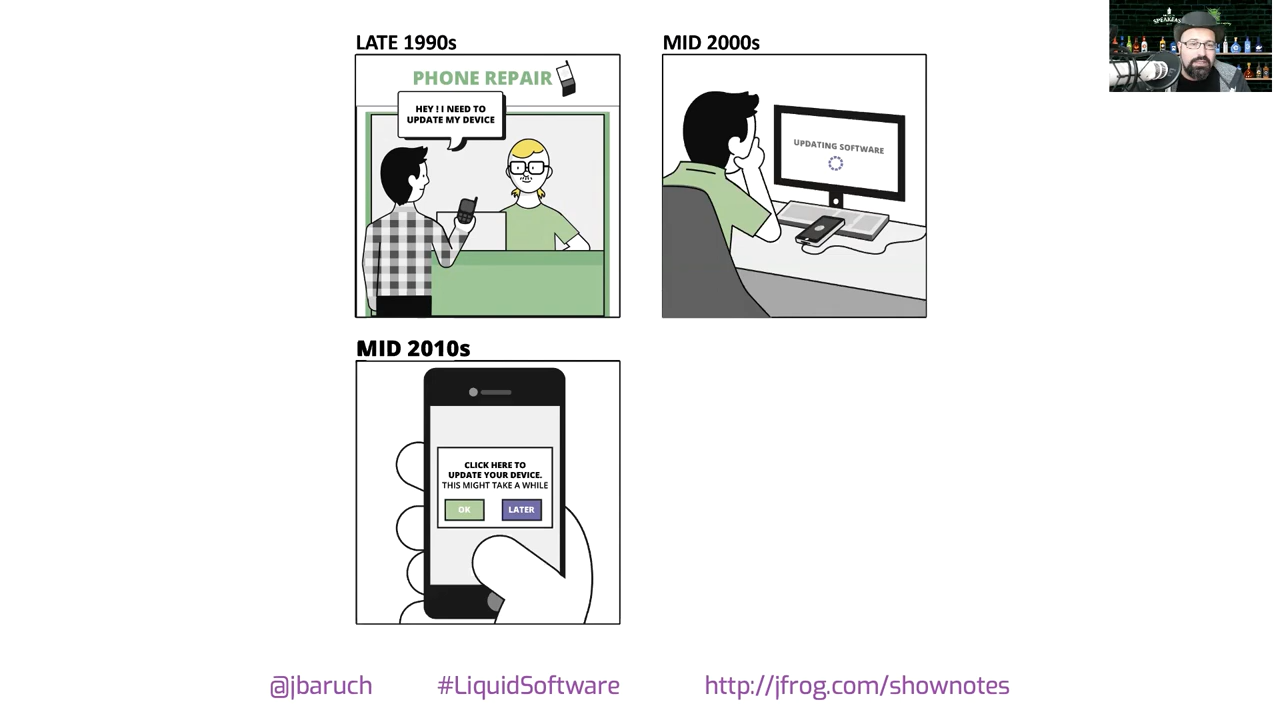 LATE 1990s
PHONE REPAIR
HEY ! I NEED TO
UPDATE MY DEVICE
MID 2000s
UPDATING SOFTWARE
MID 2010s
CLICK HERE TO
UPDATE YOUR DEVICE.
THIS MIGHT TAKE A WHILE
OK
LATER
@jbaruch
#LiquidSoftware
http://jfrog.com/shownotes
SPEAKEASY